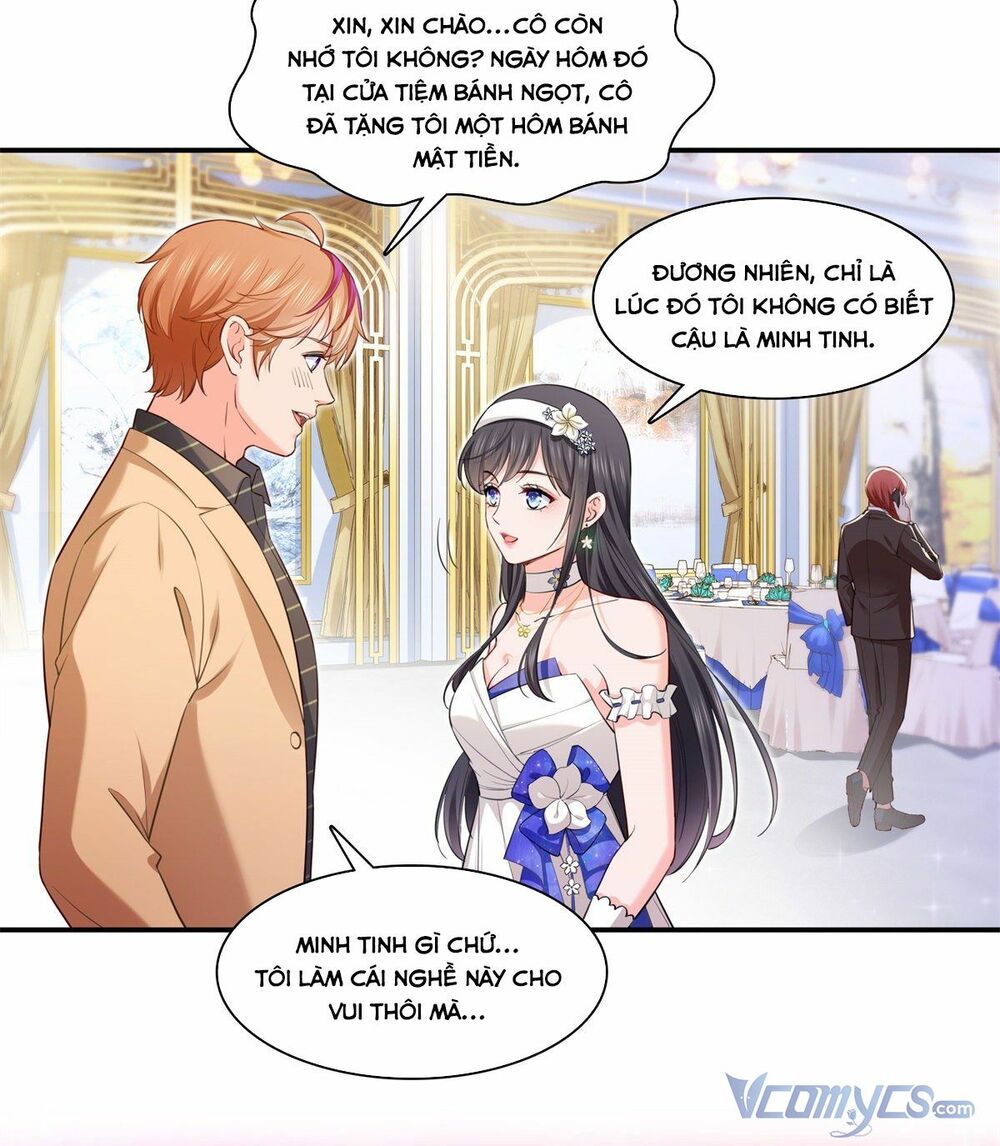 XIN, XIN CHÀO...CÔ CÒN
NHỚ TÔI KHÔNG? NGÀY HÔM ĐÓ
TẠI CỬA TIỆM BÁNH NGỌT, CÔ
ĐÃ TẶNG TÔI MỘT HÔM BÁNH
MẬT TIỀN.
ĐƯƠNG NHIÊN, CHỈ LÀ
LÚC ĐÓ TÔI KHÔNG CÓ BIẾT
CẬU LÀ MINH TINH.
MINH TINH GÌ CHỨ...
TÔI LÀM CÁI NGHỀ NÀY CHO
VUI THÔI MÀ...
VCOMYCS.com